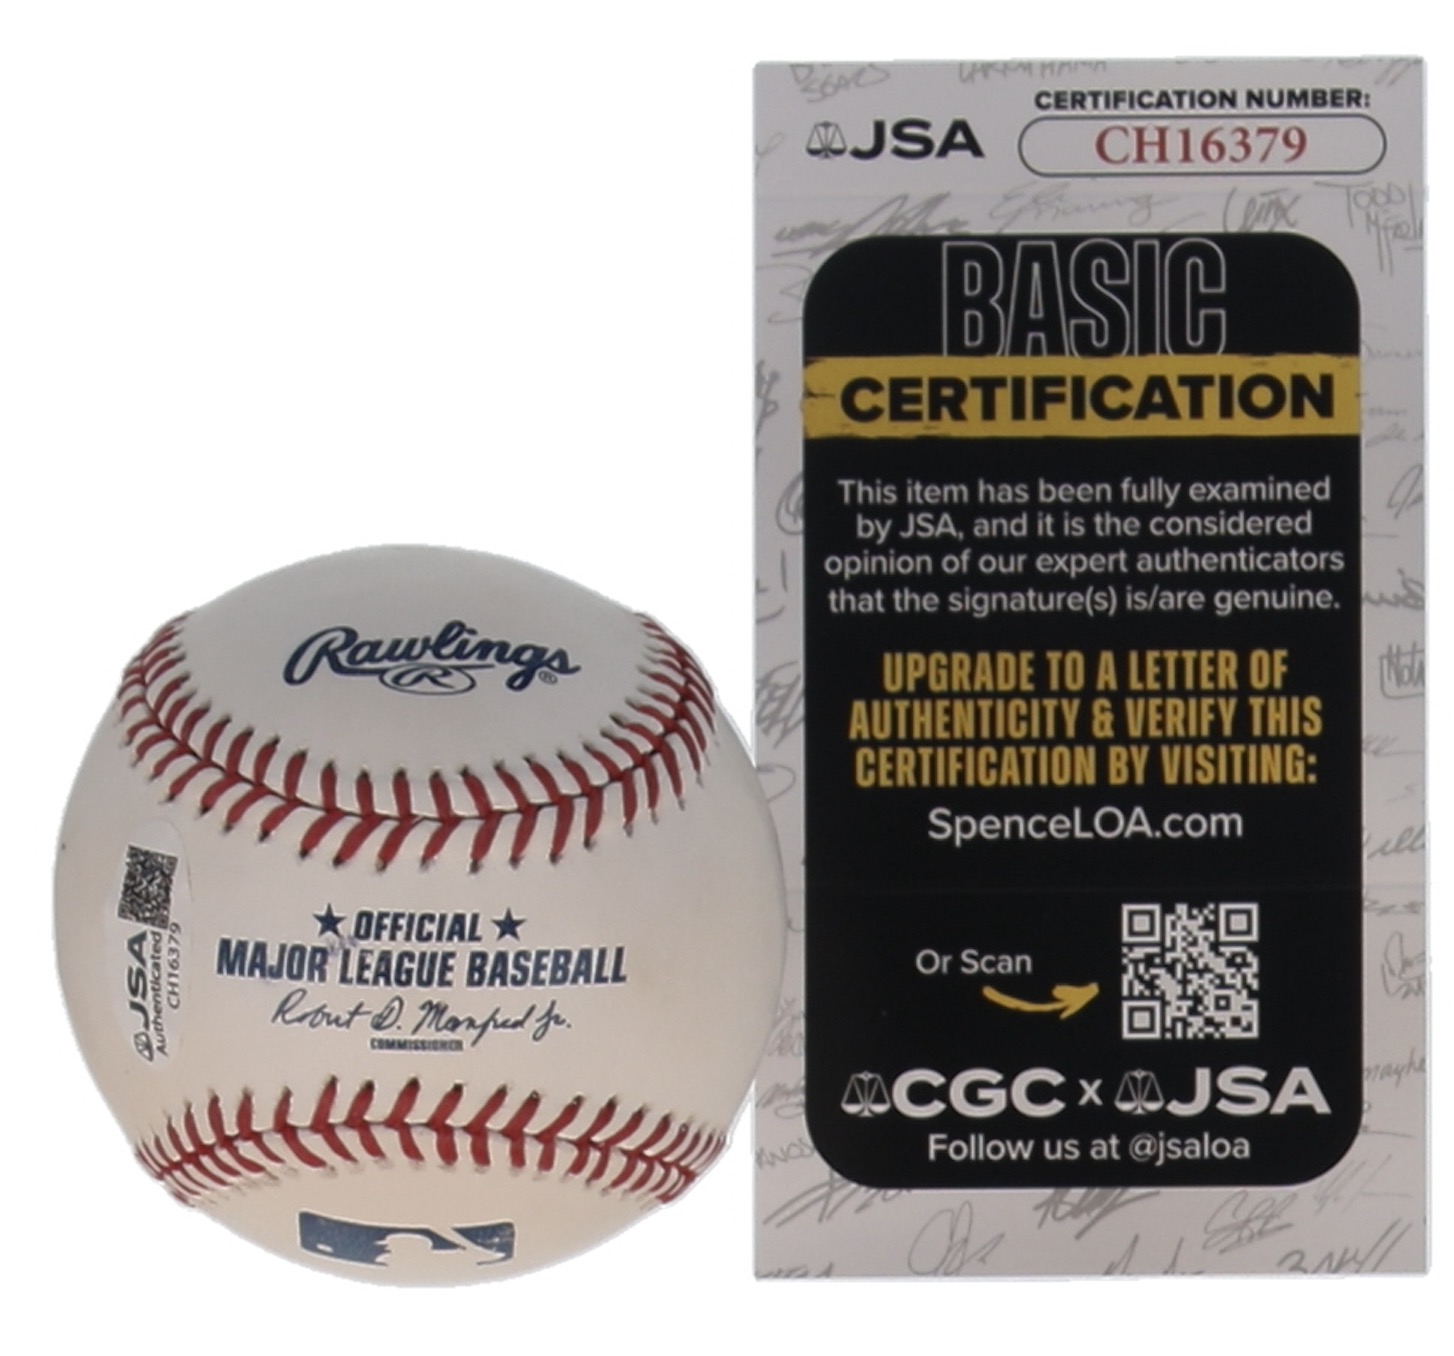 JSA
CERTIFICATION NUMBER:
CH16379
BASIC
CERTIFICATION
This item has been fully examined
by JSA, and it is the considered
opinion of our expert authenticators
that the signature(s) is/are genuine.
UPGRADE TO A LETTER OF
AUTHENTICITY & VERIFY THIS
CERTIFICATION BY VISITING:
SpenceLOA.com
Or Scan
CGC x JSA
Follow us at @jsaloa
Rawlings®
R
JSA
Authenticated
CH16379
★ OFFICIAL ★
MAJOR LEAGUE BASEBALL
Robert D. Manfred Jr.
COMMISSIONER